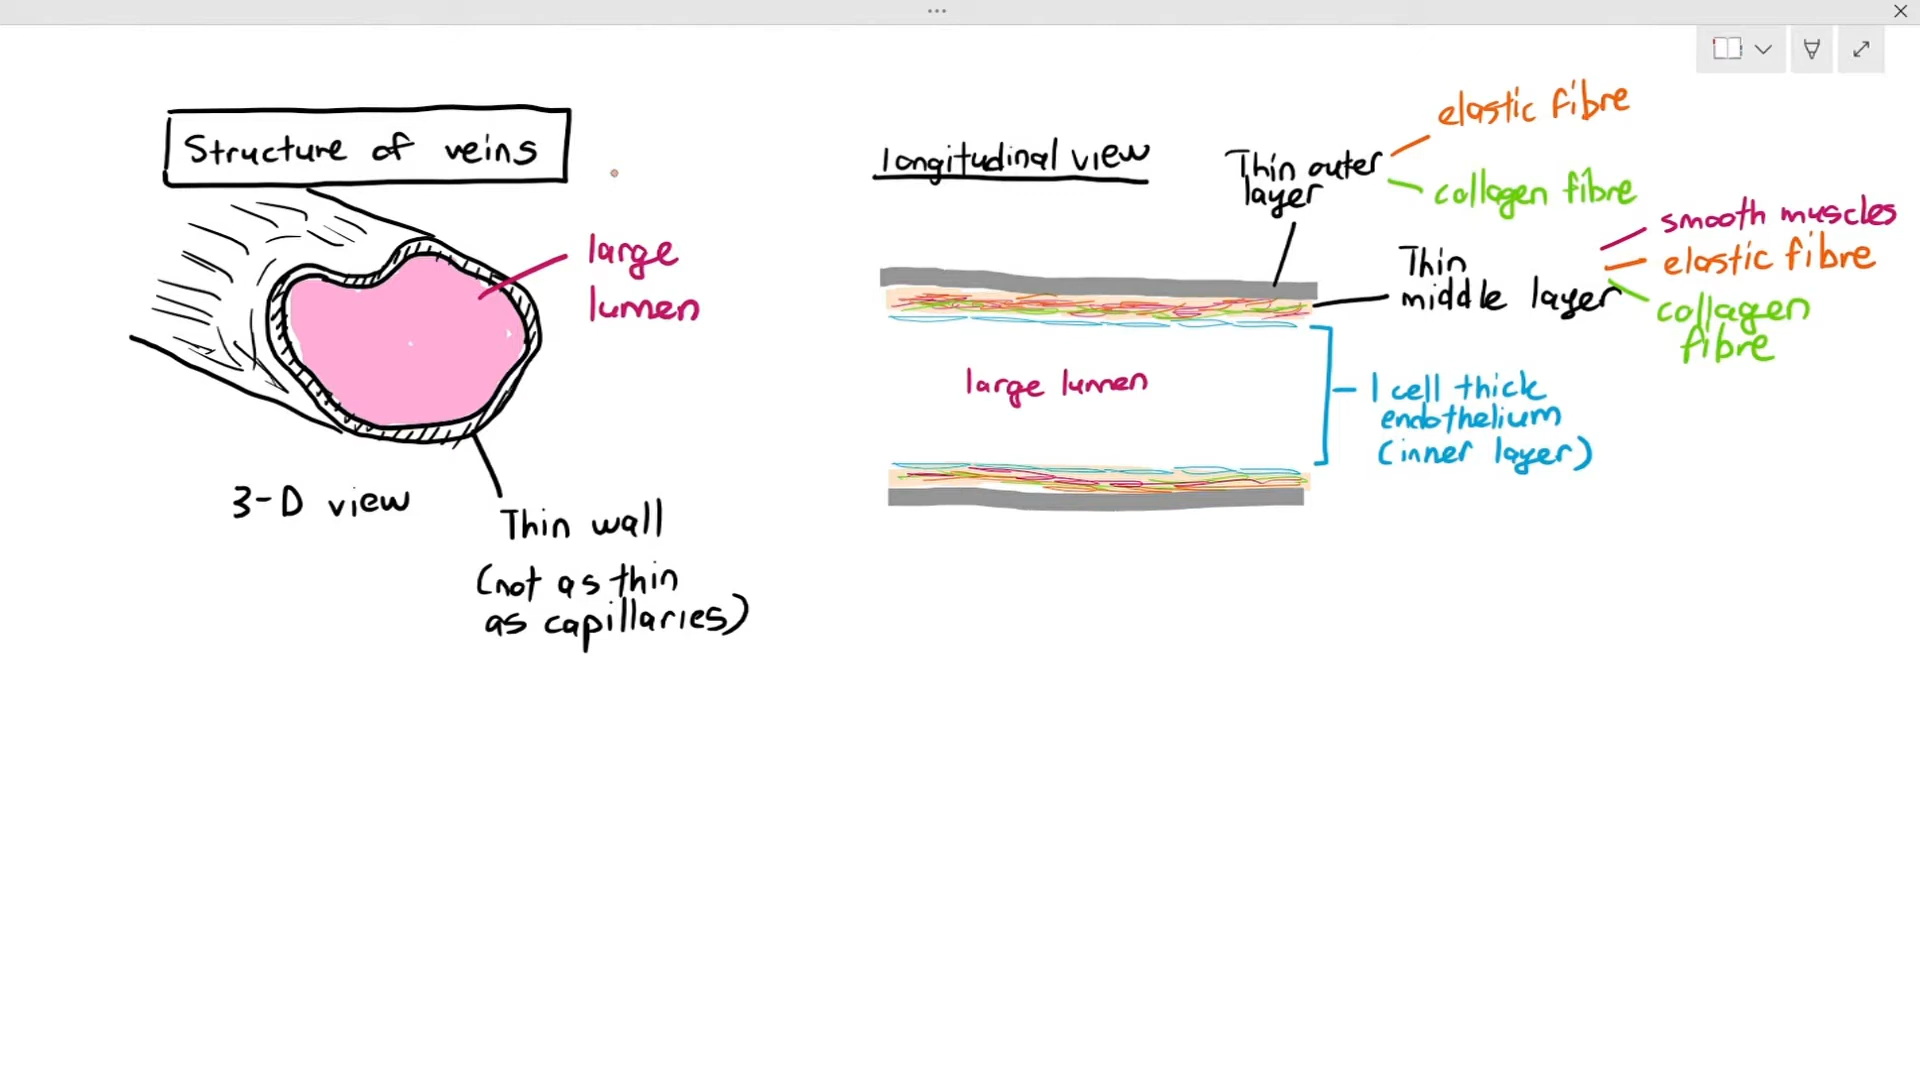 Structure of veins
large
lumen
3-D view
Thin wall
(not as thin
as capillaries)
longitudinal view
Thin outer
layer
elastic fibre
collagen fibre
Thin
middle layer
smooth muscles
elastic fibre
collagen
fibre
large lumen
1 cell thick
endothelium
(inner layer)